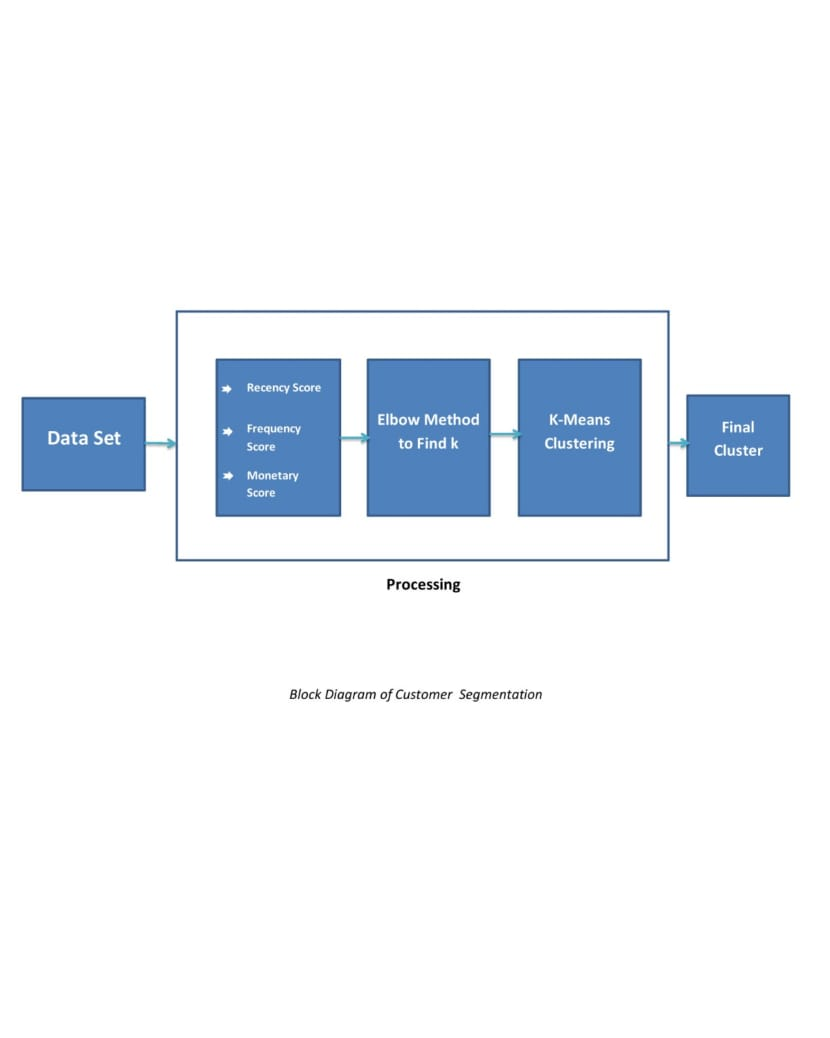 Data Set
Recency Score
Frequency
Score
Monetary
Score
Elbow Method
to Find k
K-Means
Clustering
Final
Cluster
Processing
Block Diagram of Customer  Segmentation